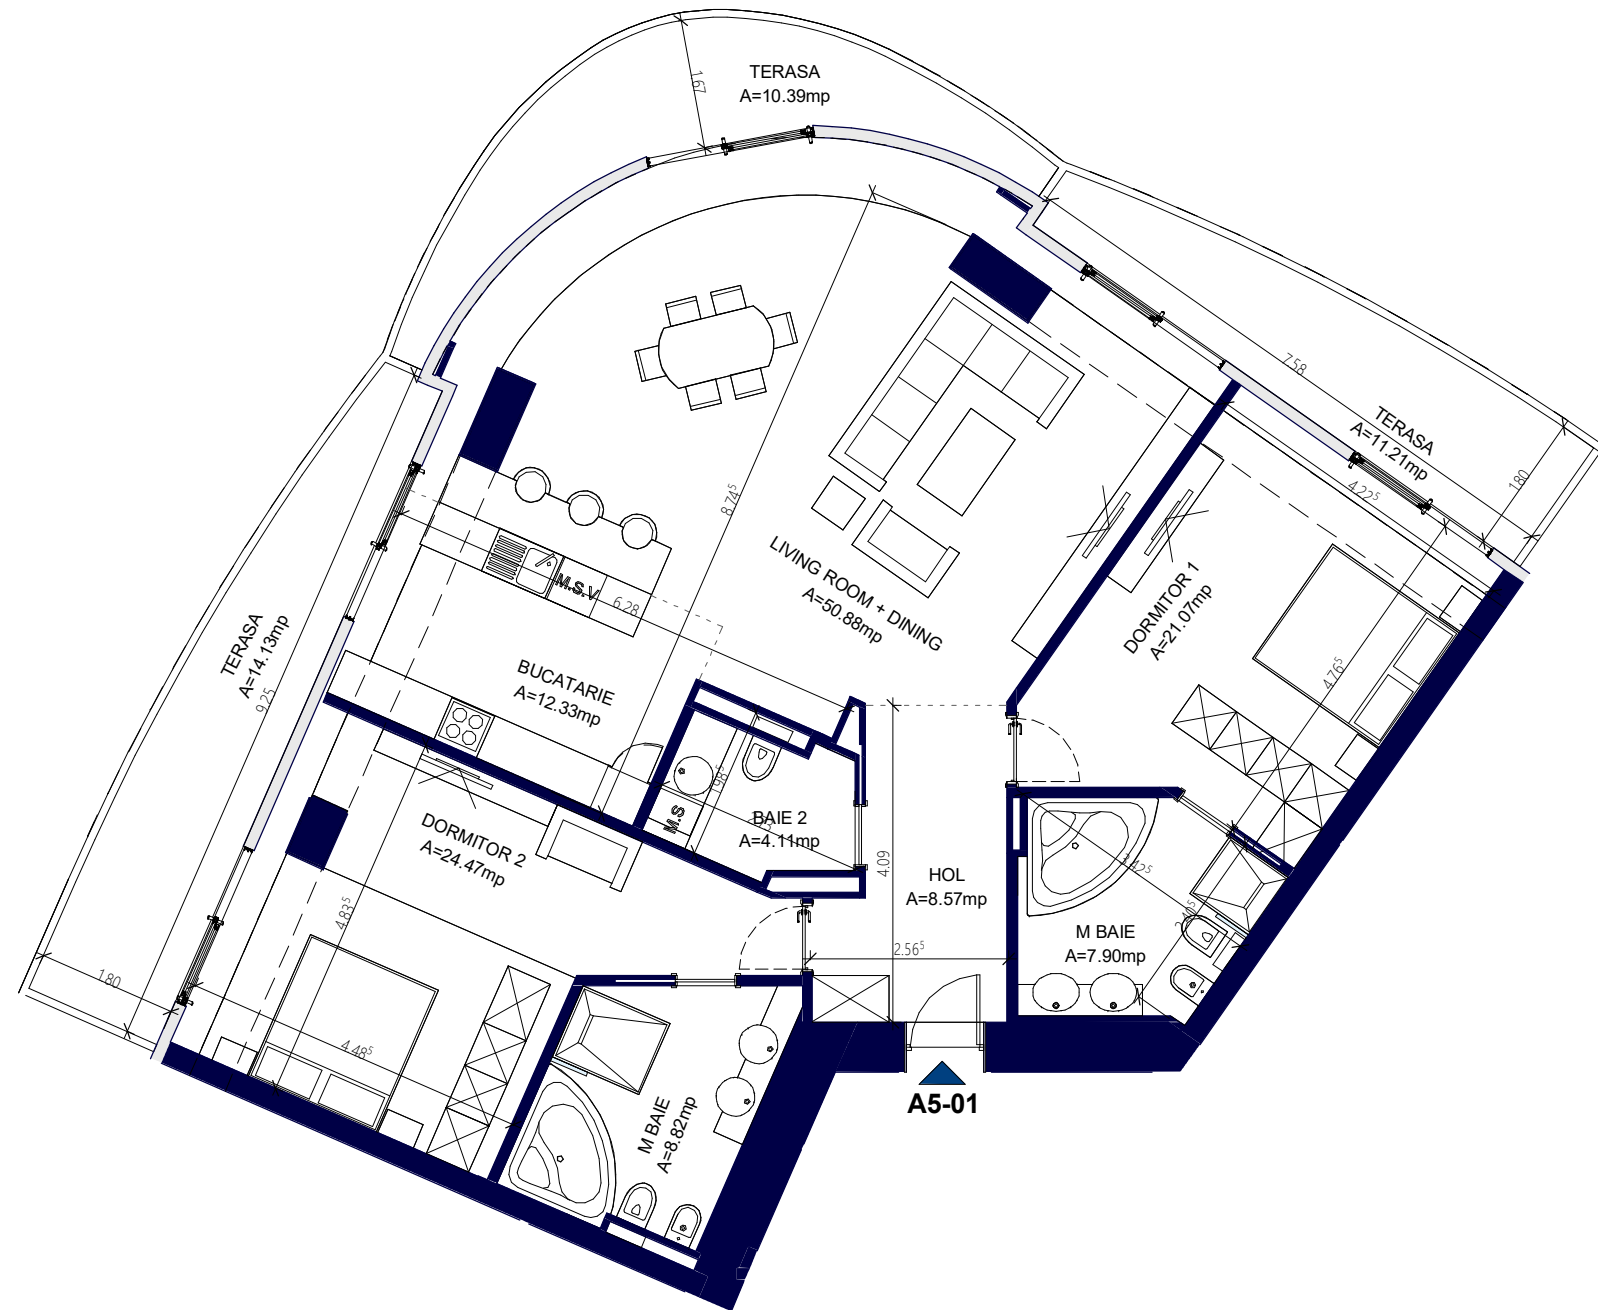 TERASA
A=10.39mp
1.67
7.58
TERASA
A=11.21mp
1.80
4.22⁵
8.74⁵
LIVING ROOM + DINING
A=50.88mp
DORMITOR 1
A=21.07mp
4.76⁵
M.S.V
6.28
TERASA
A=14.13mp
9.25
BUCATARIE
A=12.33mp
1.98⁵
M.S
BAIE 2
A=4.11mp
DORMITOR 2
A=24.47mp
4.83⁵
4.09
HOL
A=8.57mp
3.42⁵
M BAIE
A=7.90mp
2.56⁵
1.80
4.48⁵
M BAIE
A=8.82mp
A5-01